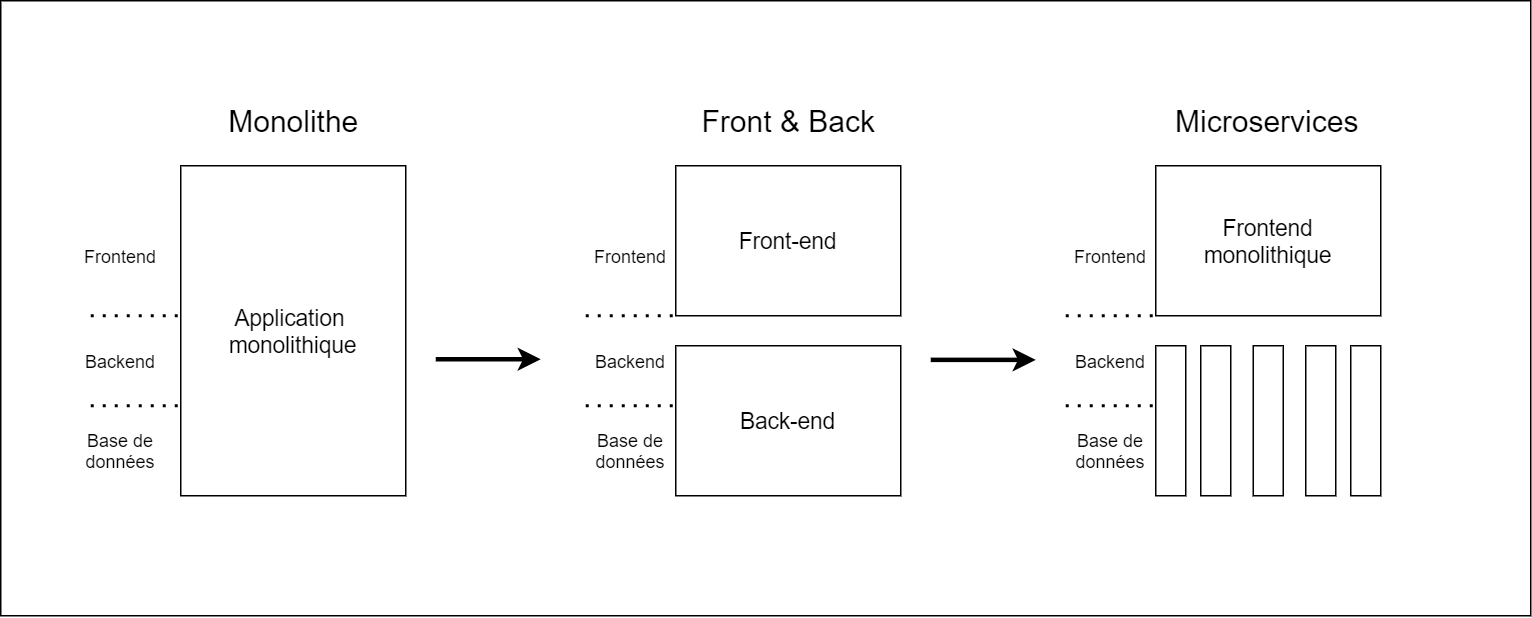 Monolithe
Frontend
Application
monolithique
Backend
Base de
données
Front & Back
Frontend
Front-end
Backend
Back-end
Base de
données
Microservices
Frontend
Frontend
monolithique
Backend
Base de
données